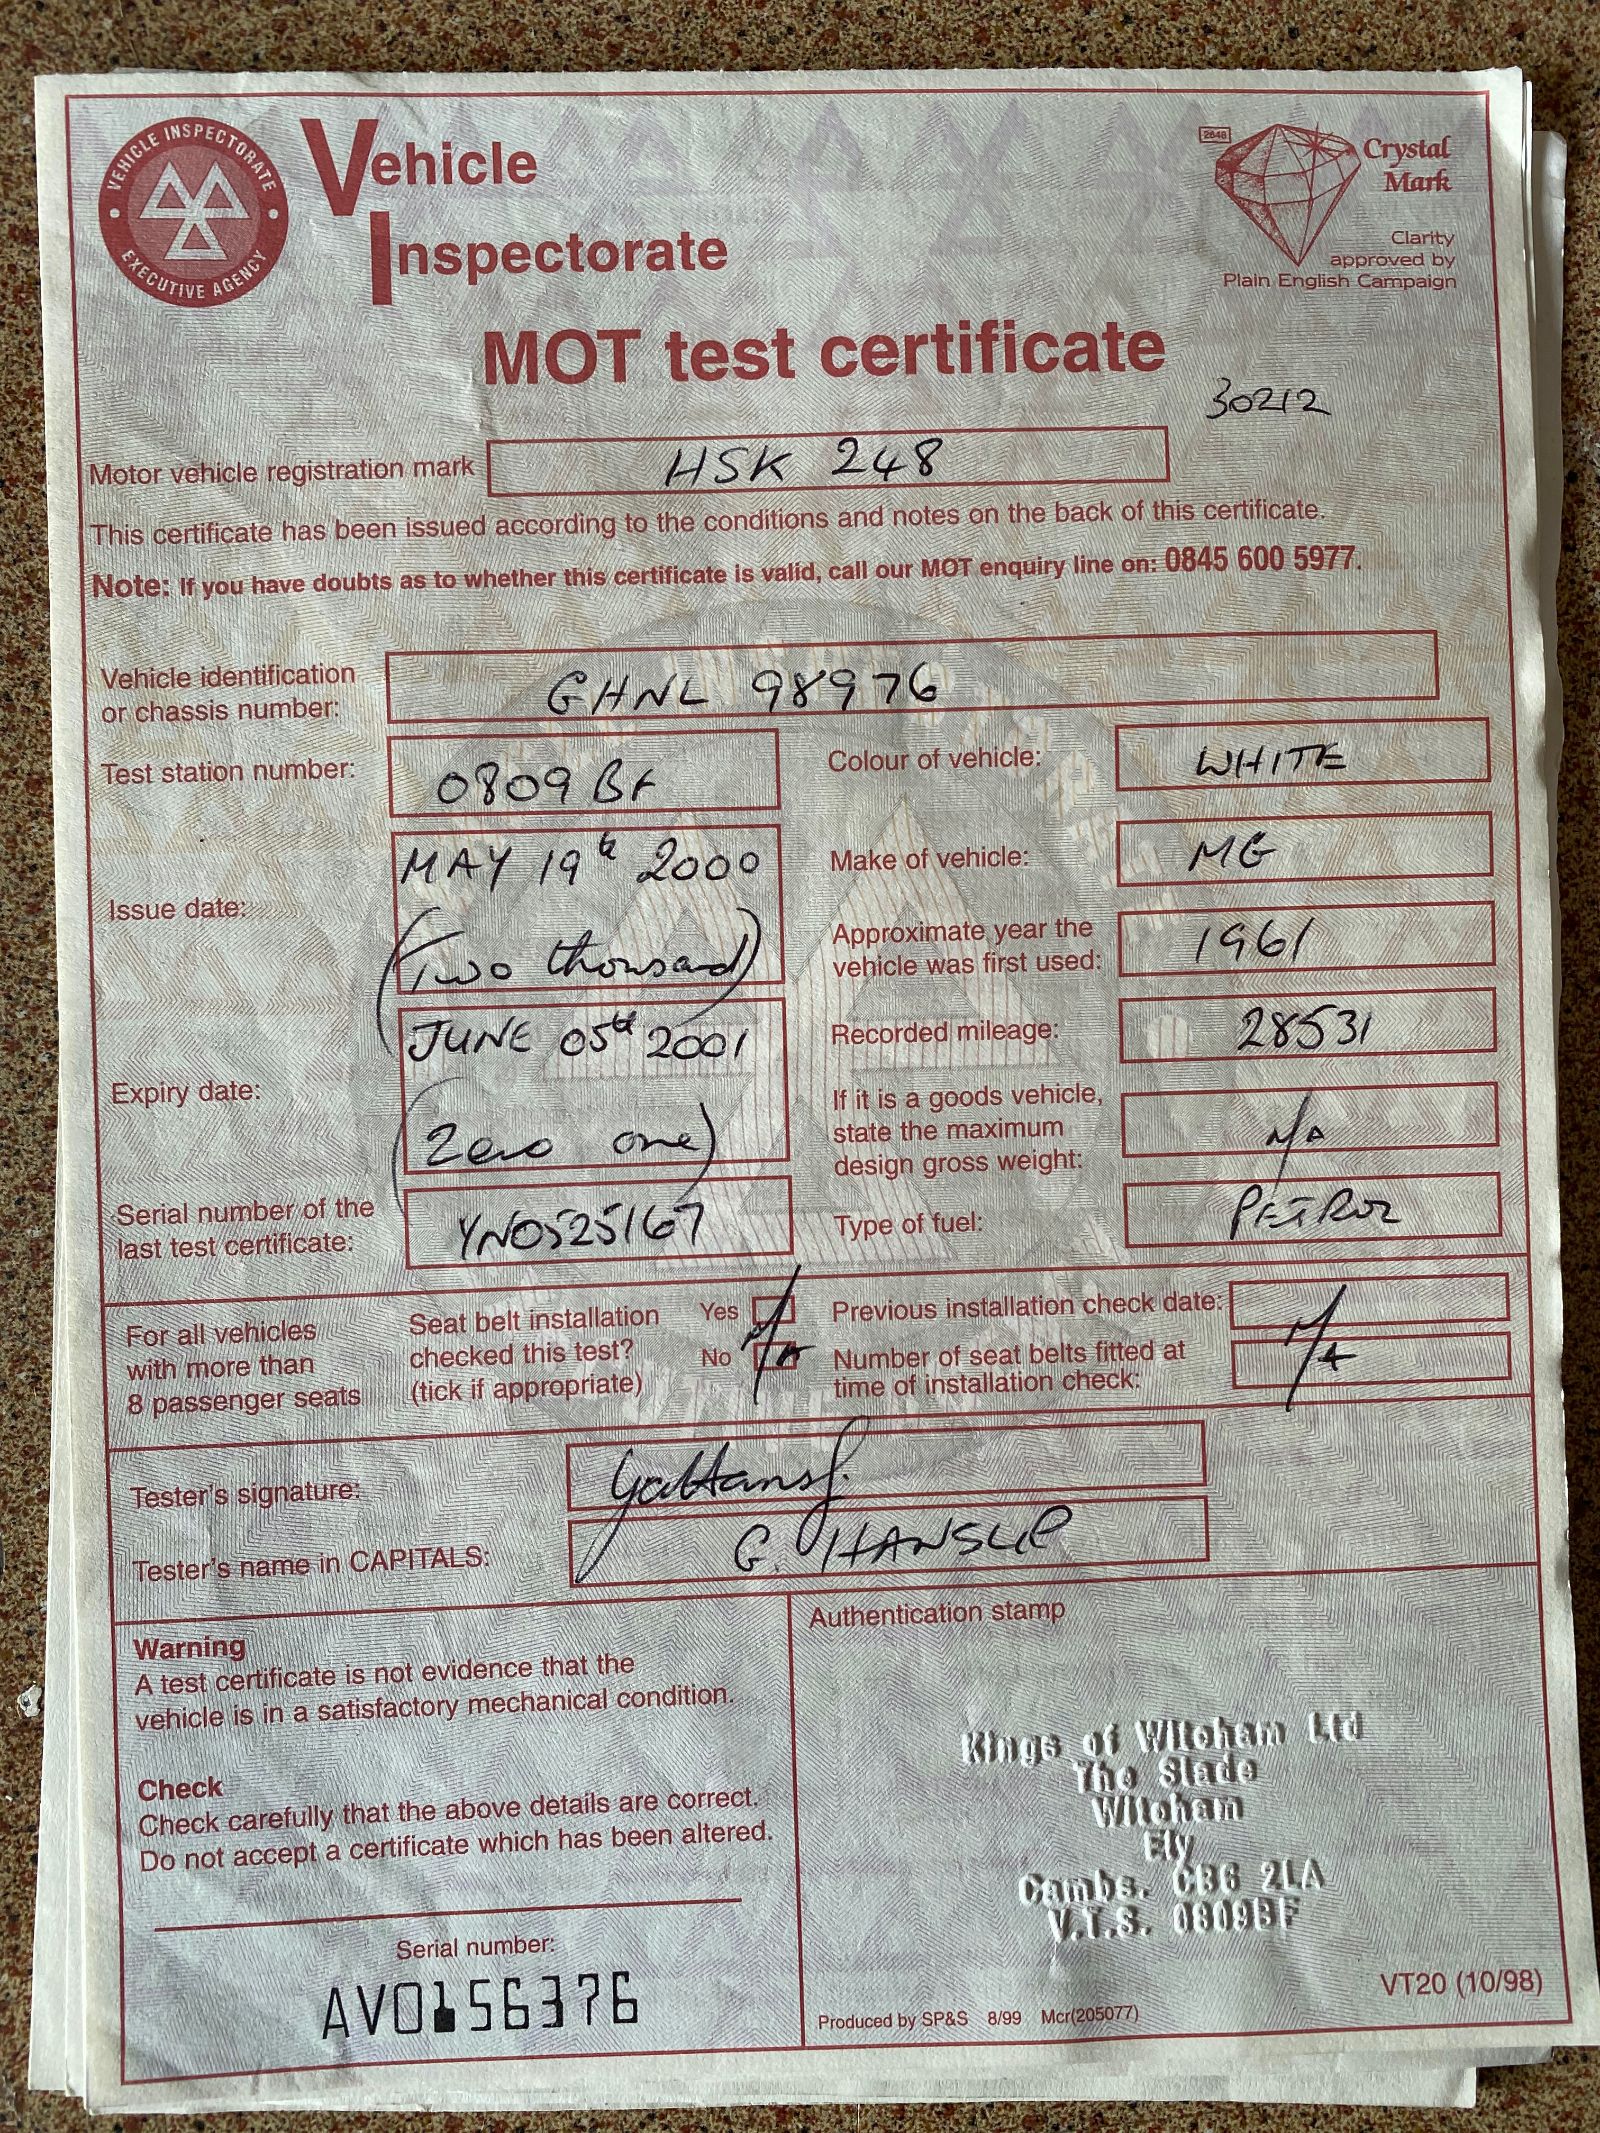 VEHICLE INSPECTORATE
EXECUTIVE AGENCY
Vehicle
Inspectorate
2648
Crystal
Mark
Clarity
approved by
Plain English Campaign
MOT test certificate
30212
Motor vehicle registration mark HSK 248
This certificate has been issued according to the conditions and notes on the back of this certificate.
Note: If you have doubts as to whether this certificate is valid, call our MOT enquiry line on: 0845 600 5977.
Vehicle identification
or chassis number: GHNL 98976
Test station number: 0809 BF
Colour of vehicle: WHITE
Issue date: MAY 19th 2000
(Two thousand)
Make of vehicle: MG
Approximate year the
vehicle was first used: 1961
Expiry date: JUNE 05th 2001
(Zero one)
Recorded mileage: 28531
If it is a goods vehicle,
state the maximum
design gross weight: N/A
Serial number of the
last test certificate: YN0525167
Type of fuel: PETROL
For all vehicles
with more than
8 passenger seats
Seat belt installation
checked this test?
(tick if appropriate)
Yes
No
N/A
Previous installation check date:
Number of seat belts fitted at
time of installation check:
N/A
Tester's signature:
Tester's name in CAPITALS: G. HANSLIP
Warning
A test certificate is not evidence that the
vehicle is in a satisfactory mechanical condition.
Check
Check carefully that the above details are correct.
Do not accept a certificate which has been altered.
Serial number:
AV0156376
Authentication stamp
Kings of Witcham Ltd
The Slade
Witcham
Ely
Cambs. CB6 2LA
V.T.S. 0809BF
VT20 (10/98)
Produced by SP&S 8/99 Mcr(205077)